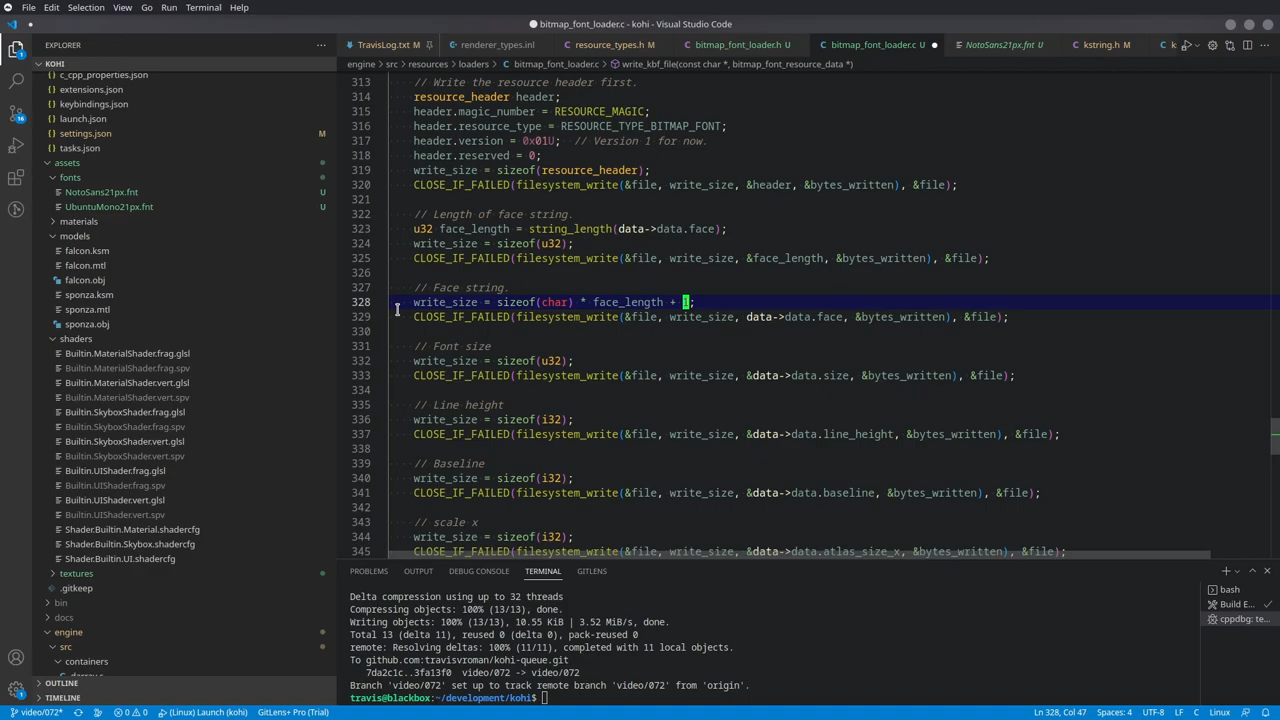 File Edit Selection View Go Run Terminal Help
bitmap_font_loader.c - kohi - Visual Studio Code
EXPLORER
TravisLog.txt
renderer_types.inl
resource_types.h M
bitmap_font_loader.h U
bitmap_font_loader.c U
NotoSans21px.fnt U
kstring.h M
KOHI
engine > src > resources > loaders > bitmap_font_loader.c > write_kbf_file(const char *, bitmap_font_resource_data *)
c_cpp_properties.json
extensions.json
keybindings.json
launch.json
settings.json M
tasks.json
assets
fonts
NotoSans21px.fnt U
UbuntuMono21px.fnt U
materials
models
falcon.ksm
falcon.mtl
falcon.obj
sponza.ksm
sponza.mtl
sponza.obj
shaders
Builtin.MaterialShader.frag.glsl
Builtin.MaterialShader.frag.spv
Builtin.MaterialShader.vert.glsl
Builtin.MaterialShader.vert.spv
Builtin.SkyboxShader.frag.glsl
Builtin.SkyboxShader.frag.spv
Builtin.SkyboxShader.vert.glsl
Builtin.SkyboxShader.vert.spv
Builtin.UIShader.frag.glsl
Builtin.UIShader.frag.spv
Builtin.UIShader.vert.glsl
Builtin.UIShader.vert.spv
Shader.Builtin.Material.shadercfg
Shader.Builtin.Skybox.shadercfg
Shader.Builtin.UI.shadercfg
textures
.gitkeep
bin
docs
engine
src
containers
OUTLINE
TIMELINE
313 // Write the resource header first.
314 resource_header header;
315 header.magic_number = RESOURCE_MAGIC;
316 header.resource_type = RESOURCE_TYPE_BITMAP_FONT;
317 header.version = 0x01U; // Version 1 for now.
318 header.reserved = 0;
319 write_size = sizeof(resource_header);
320 CLOSE_IF_FAILED(filesystem_write(&file, write_size, &header, &bytes_written), &file);
321
322 // Length of face string.
323 u32 face_length = string_length(data->data.face);
324 write_size = sizeof(u32);
325 CLOSE_IF_FAILED(filesystem_write(&file, write_size, &face_length, &bytes_written), &file);
326
327 // Face string.
328 write_size = sizeof(char) * face_length + 1;
329 CLOSE_IF_FAILED(filesystem_write(&file, write_size, data->data.face, &bytes_written), &file);
330
331 // Font size
332 write_size = sizeof(u32);
333 CLOSE_IF_FAILED(filesystem_write(&file, write_size, &data->data.size, &bytes_written), &file);
334
335 // Line height
336 write_size = sizeof(i32);
337 CLOSE_IF_FAILED(filesystem_write(&file, write_size, &data->data.line_height, &bytes_written), &file);
338
339 // Baseline
340 write_size = sizeof(i32);
341 CLOSE_IF_FAILED(filesystem_write(&file, write_size, &data->data.baseline, &bytes_written), &file);
342
343 // scale x
344 write_size = sizeof(i32);
345 CLOSE_IF_FAILED(filesystem_write(&file, write_size, &data->data.atlas_size_x, &bytes_written), &file);
PROBLEMS OUTPUT DEBUG CONSOLE TERMINAL GITLENS
Delta compression using up to 32 threads
Compressing objects: 100% (13/13), done.
Writing objects: 100% (13/13), 10.55 KiB | 3.52 MiB/s, done.
Total 13 (delta 11), reused 0 (delta 0), pack-reused 0
remote: Resolving deltas: 100% (11/11), completed with 11 local objects.
To github.com:travisvroman/kohi-queue.git
7da2c1c..3fa13f0 video/072 -> video/072
Branch 'video/072' set up to track remote branch 'video/072' from 'origin'.
travis@blackbox:~/development/kohi$
bash
Build E...
cppdbg: te...
video/072* 0 0 (Linux) Launch (kohi) GitLens+ Pro (Trial) Ln 328, Col 47 Spaces: 4 UTF-8 LF C Linux